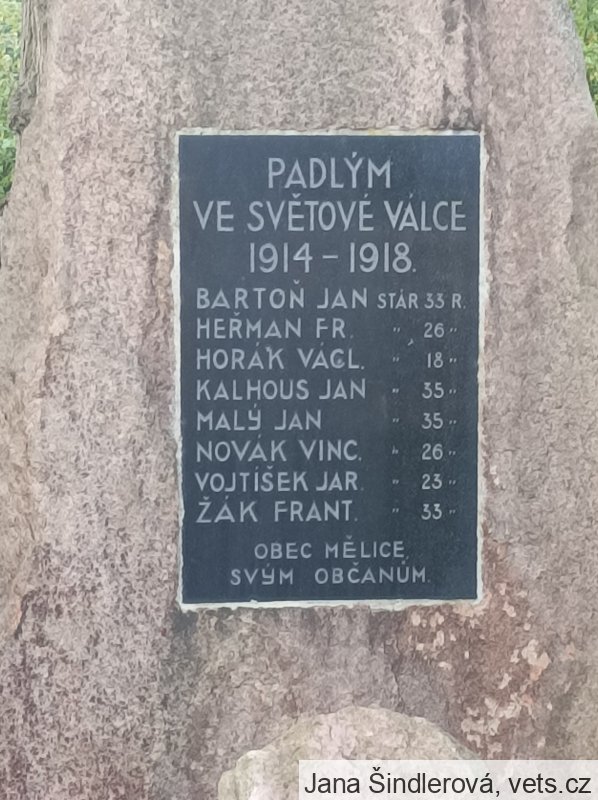 PADLÝM
VE SVĚTOVÉ VÁLCE
1914 – 1918.
BARTOŇ JAN STÁR 33 R.
HEŘMAN FR. " 26 "
HORÁK VÁCL. " 18 "
KALHOUS JAN " 35 "
MALÝ JAN " 35 "
NOVÁK VINC. " 26 "
VOJTÍŠEK JAR. " 23 "
ŽÁK FRANT. " 33 "
OBEC MĚLICE,
SVÝM OBČANŮM.
Jana Šindlerová, vets.cz